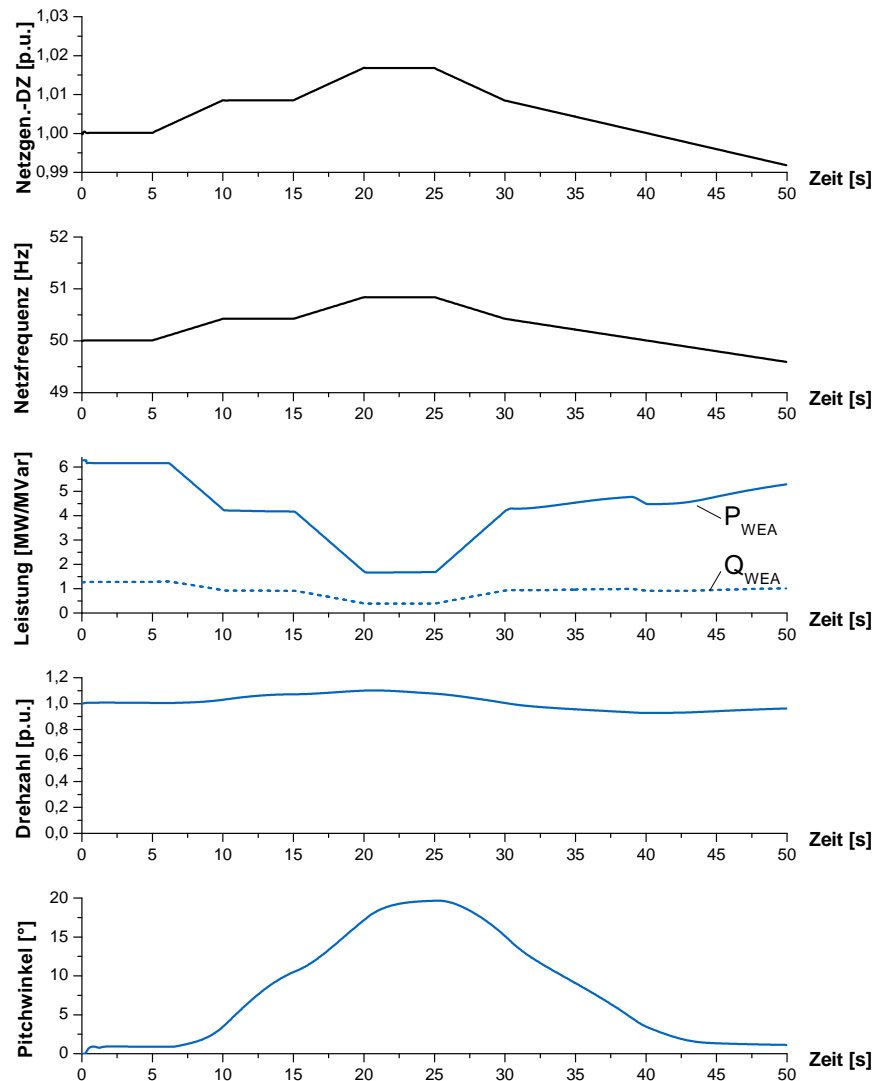 Netzgen.-DZ [p.u.]
1,03
1,02
1,01
1,00
0,99
0 5 10 15 20 25 30 35 40 45 50
Zeit [s]
Netzfrequenz [Hz]
52
51
50
49
0 5 10 15 20 25 30 35 40 45 50
Zeit [s]
Leistung [MW/MVar]
6
5
4
3
2
1
0
P WEA
Q WEA
0 5 10 15 20 25 30 35 40 45 50
Zeit [s]
Drehzahl [p.u.]
1,2
1,0
0,8
0,6
0,4
0,2
0,0
0 5 10 15 20 25 30 35 40 45 50
Zeit [s]
Pitchwinkel [°]
20
15
10
5
0
0 5 10 15 20 25 30 35 40 45 50
Zeit [s]